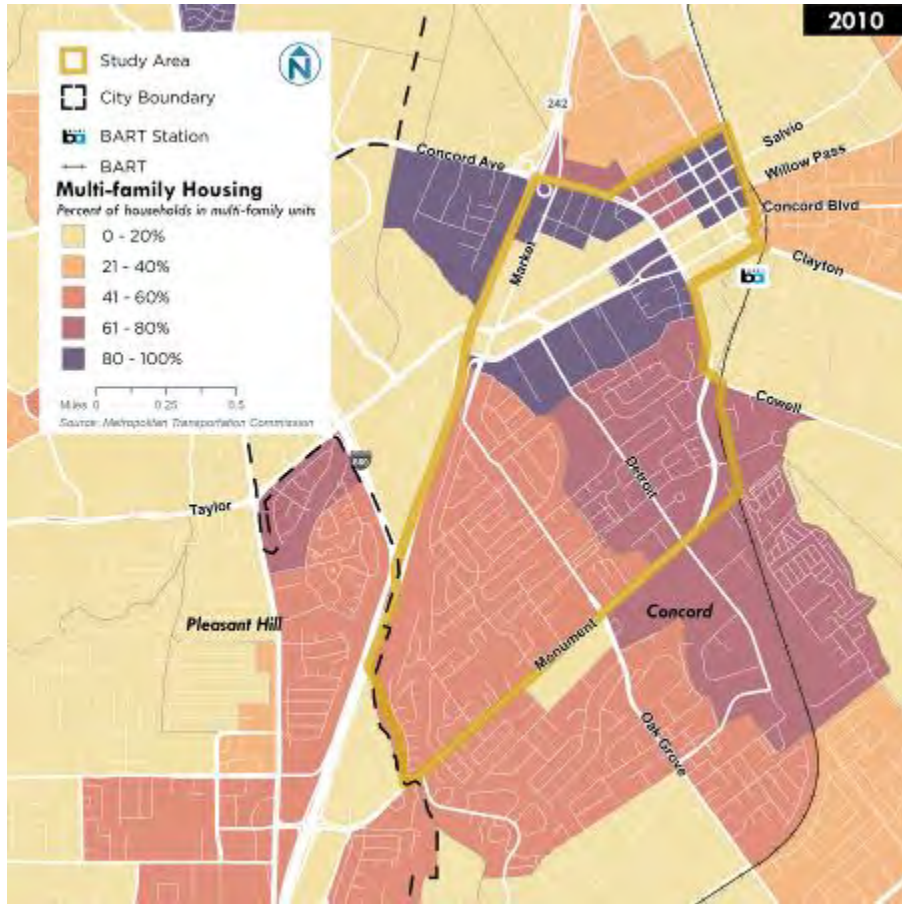 2010
Study Area
N
City Boundary
BART Station
BART
Multi-family Housing
Percent of households in multi-family units
0 - 20%
21 - 40%
41 - 60%
61 - 80%
80 - 100%
Miles 0 0.25 0.5
Source: Metropolitan Transportation Commission
242
Concord Ave
Salvio
Willow Pass
Concord Blvd
Clayton
Market
ba
Cowell
Detroit
Taylor
Pleasant Hill
Concord
Monument
Oak Grove